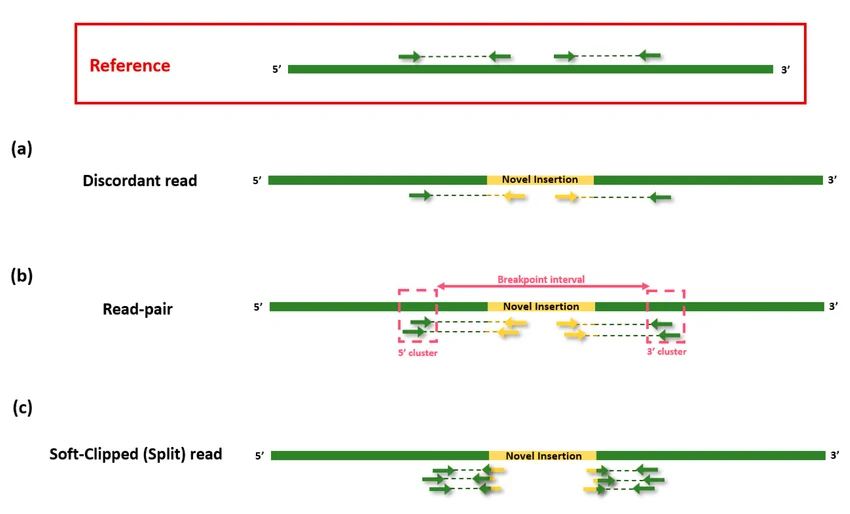 Reference
5’ 3’
(a)
Discordant read
5’ Novel Insertion 3’
(b)
Breakpoint interval
Read-pair
5’ Novel Insertion 3’
5’ cluster 3’ cluster
(c)
Soft-Clipped (Split) read
5’ Novel Insertion 3’